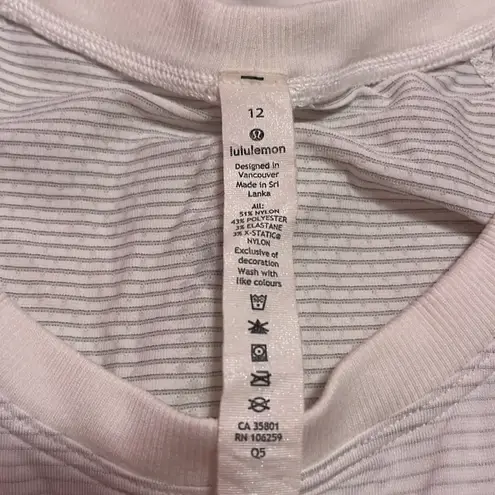 12
lululemon
Designed in
Vancouver
Made in Sri
Lanka
All:
51% NYLON
43% POLYESTER
3% ELASTANE
3% X-STATIC®
NYLON
Exclusive of
decoration
Wash with
like colours
CA 35801
RN 106259
Q5